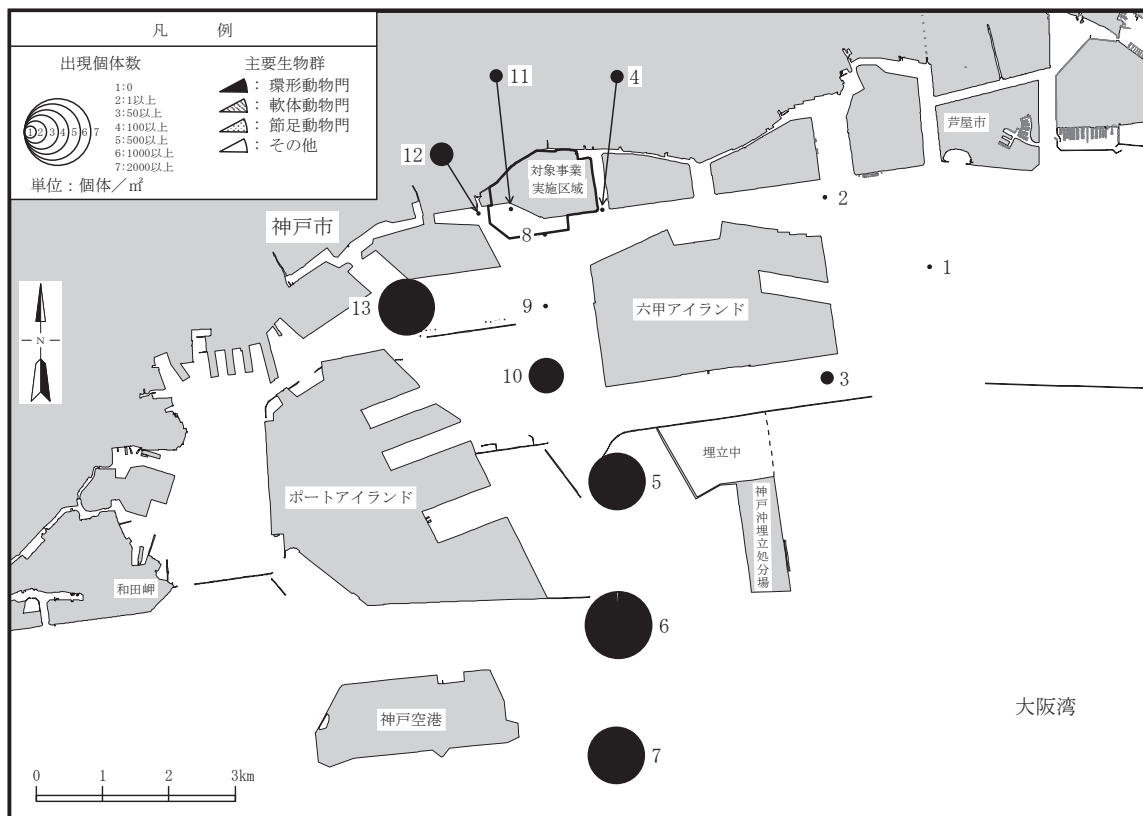 凡 例
出現個体数
1:0
2:1以上
3:50以上
4:100以上
5:500以上
6:1000以上
7:2000以上
1 2 3 4 5 6 7
単位:個体/㎡
主要生物群
: 環形動物門
: 軟体動物門
: 節足動物門
: その他
11
4
12
対象事業
実施区域
芦屋市
2
神戸市
8
1
13
9
六甲アイランド
N
10
3
埋立中
5
ポートアイランド
神戸沖埋立処分場
和田岬
6
神戸空港
大阪湾
7
0 1 2 3km